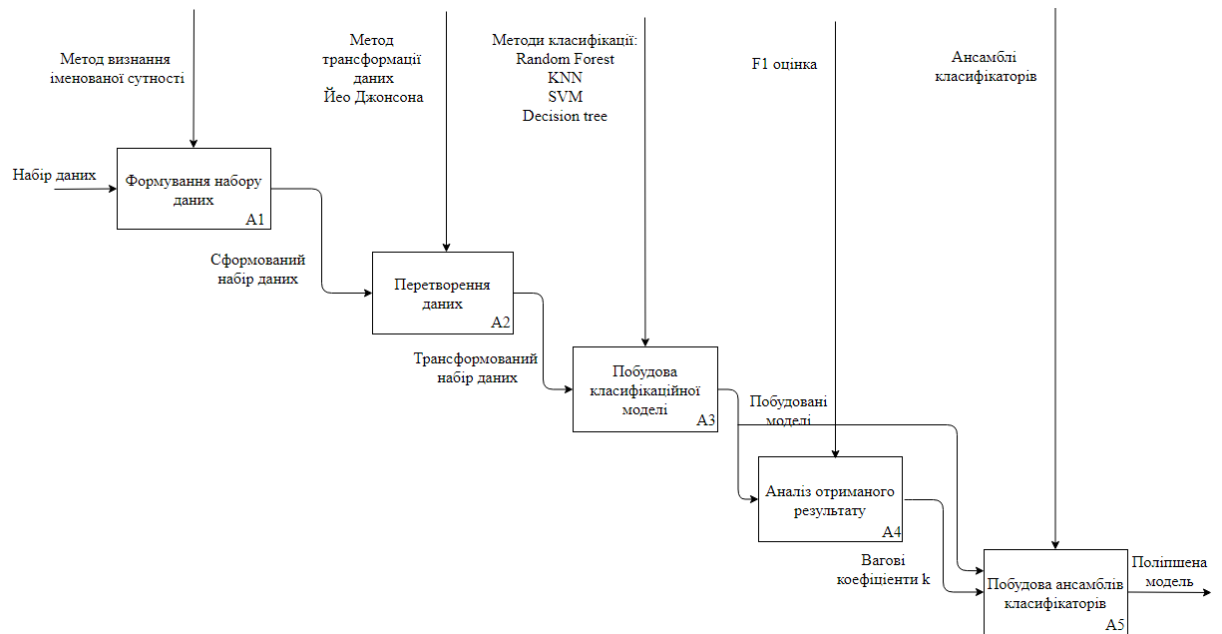 Метод визнання
іменованої сутності
Метод
трансформації
даних
Йео Джонсона
Методи класифікації:
Random Forest
KNN
SVM
Decision tree
F1 оцінка
Ансамблі
класифікаторів
Набір даних
Формування набору
даних
A1
Сформований
набір даних
Перетворення
даних
A2
Трансформований
набір даних
Побудова
класифікаційної
моделі
A3
Побудовані
моделі
Аналіз отриманого
результату
A4
Вагові
коефіцієнти k
Побудова ансамблів
класифікаторів
A5
Поліпшена
модель